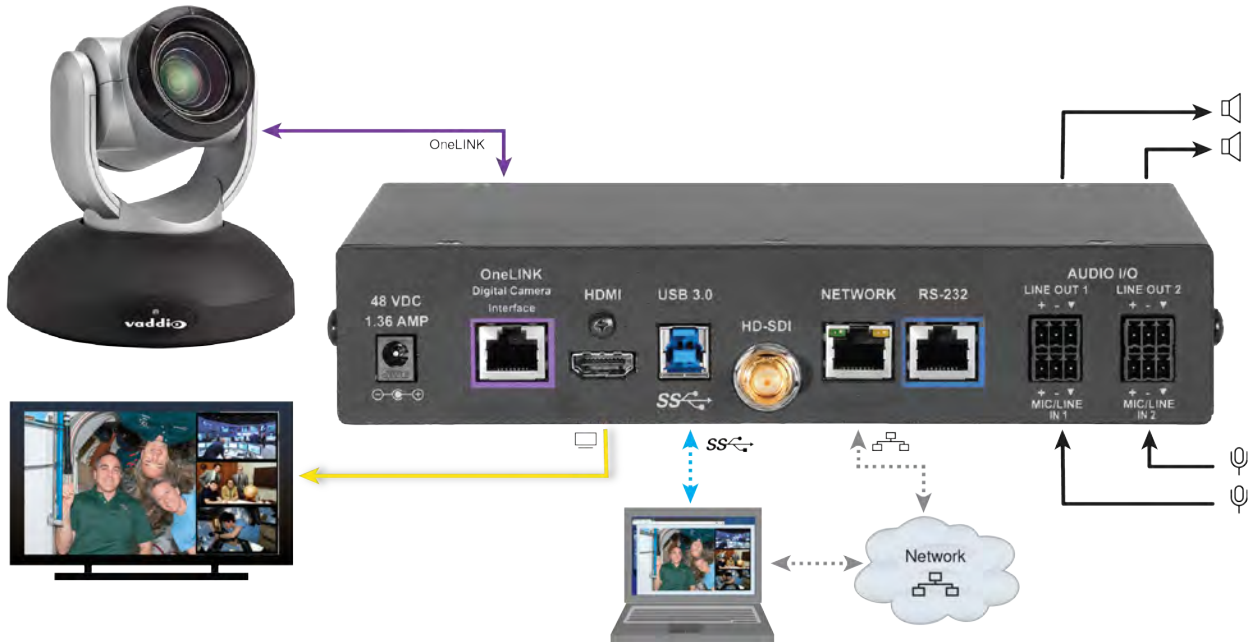 OneLINK
vaddio
48 VDC
1.36 AMP
OneLINK
Digital Camera
Interface
HDMI
USB 3.0
HD-SDI
NETWORK
RS-232
AUDIO I/O
LINE OUT 1
LINE OUT 2
+ - ▼
+ - ▼
+ - ▼
+ - ▼
MIC/LINE
IN 1
MIC/LINE
IN 2
SS
SS
Network